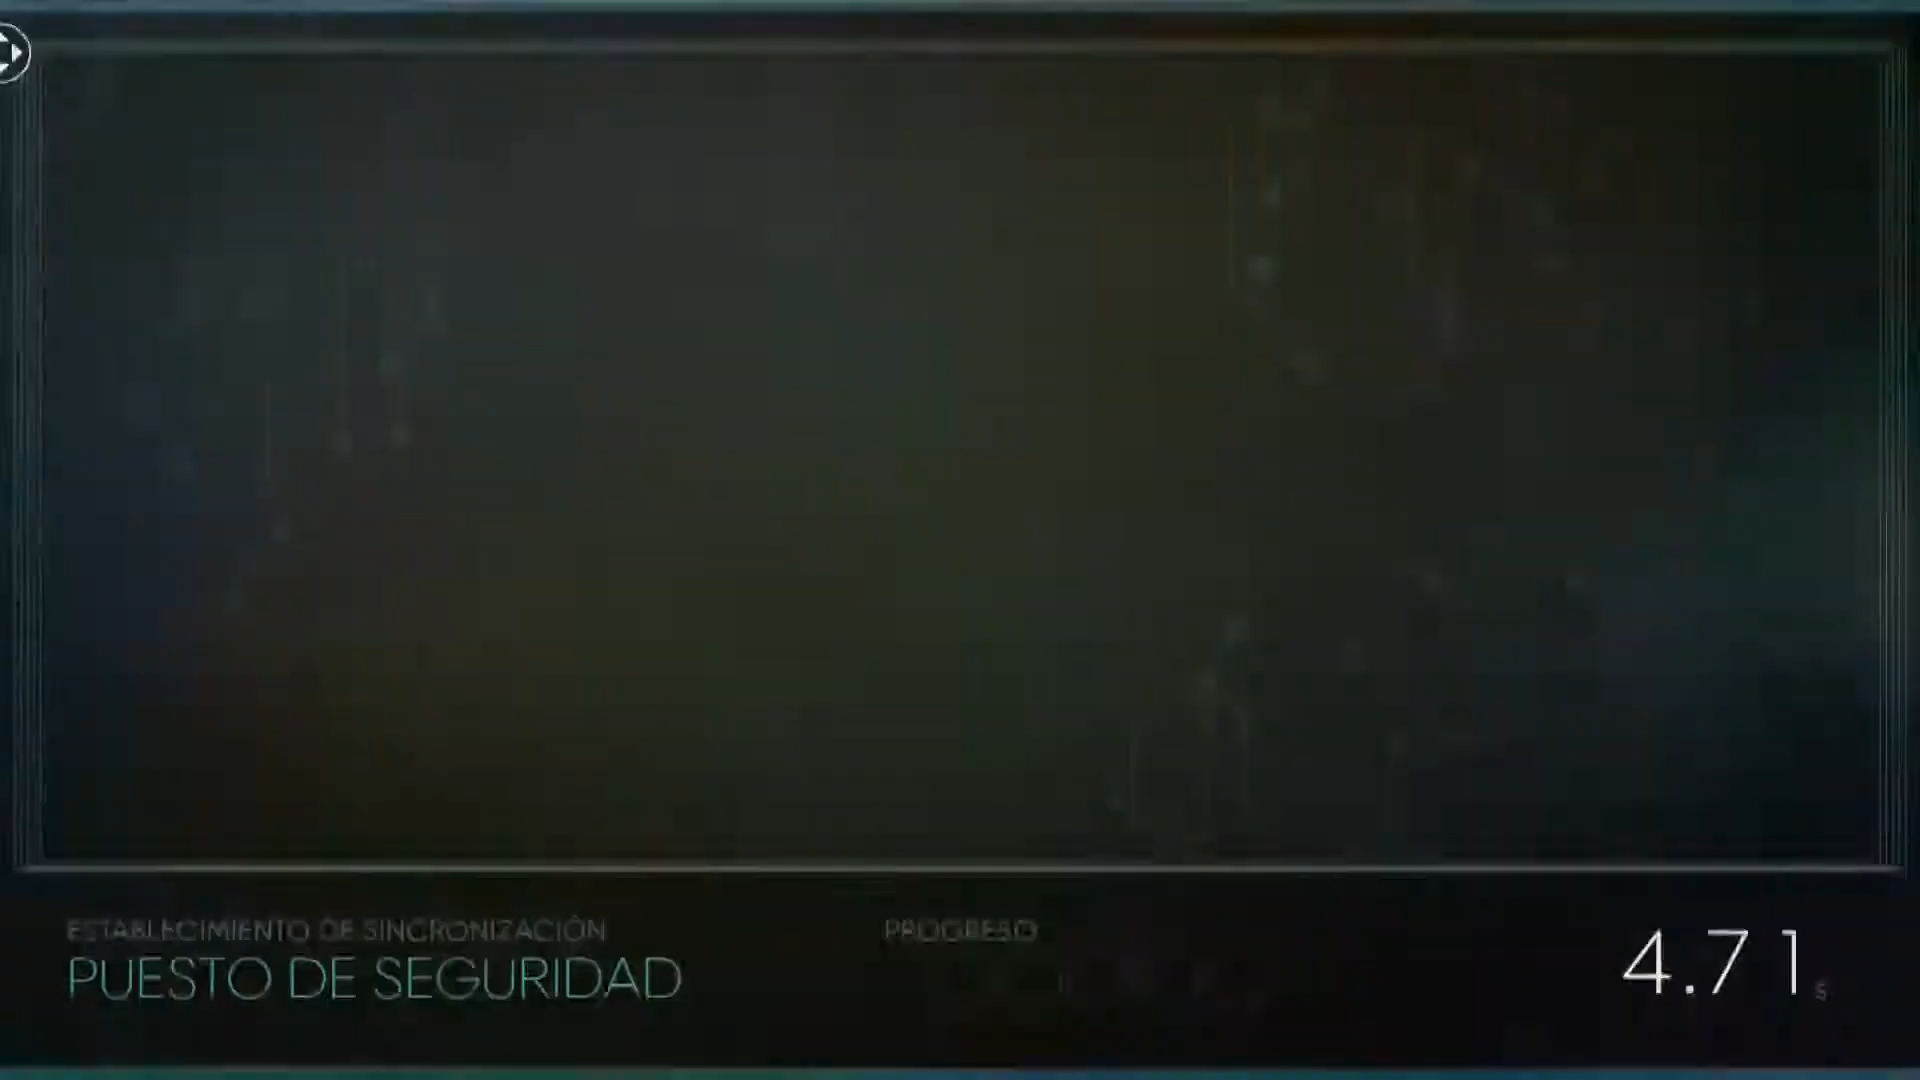 ESTABLECIMIENTO DE SINCRONIZACIÓN
PUESTO DE SEGURIDAD
PROGRESO
4.71 s